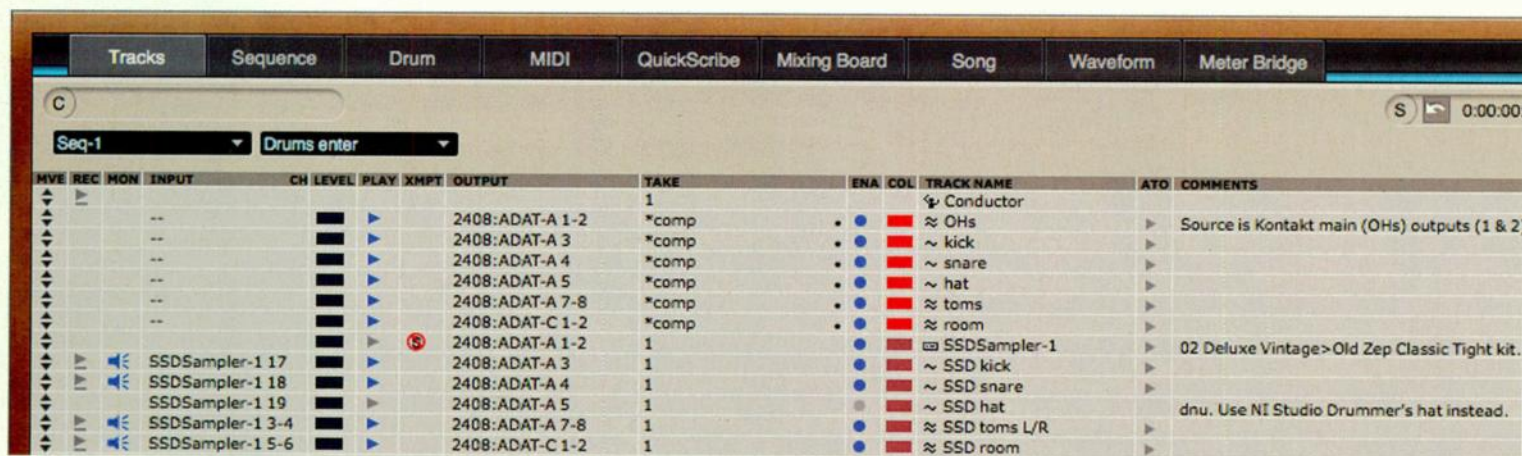 Tracks Sequence Drum MIDI QuickScribe Mixing Board Song Waveform Meter Bridge
C
S 0:00:00.
Seq-1 Drums enter
MVE REC MON INPUT CH LEVEL PLAY XMPT OUTPUT TAKE ENA COL TRACK NAME ATO COMMENTS
1 Conductor
-- 2408:ADAT-A 1-2 *comp OHs Source is Kontakt main (OHs) outputs (1 & 2)
-- 2408:ADAT-A 3 *comp kick
-- 2408:ADAT-A 4 *comp snare
-- 2408:ADAT-A 5 *comp hat
-- 2408:ADAT-A 7-8 *comp toms
-- 2408:ADAT-C 1-2 *comp room
S 2408:ADAT-A 1-2 1 SSDSampler-1 02 Deluxe Vintage>Old Zep Classic Tight kit.
SSDSampler-1 17 2408:ADAT-A 3 1 SSD kick
SSDSampler-1 18 2408:ADAT-A 4 1 SSD snare
SSDSampler-1 19 2408:ADAT-A 5 1 SSD hat dnu. Use NI Studio Drummer's hat instead.
SSDSampler-1 3-4 2408:ADAT-A 7-8 1 SSD toms L/R
SSDSampler-1 5-6 2408:ADAT-C 1-2 1 SSD room